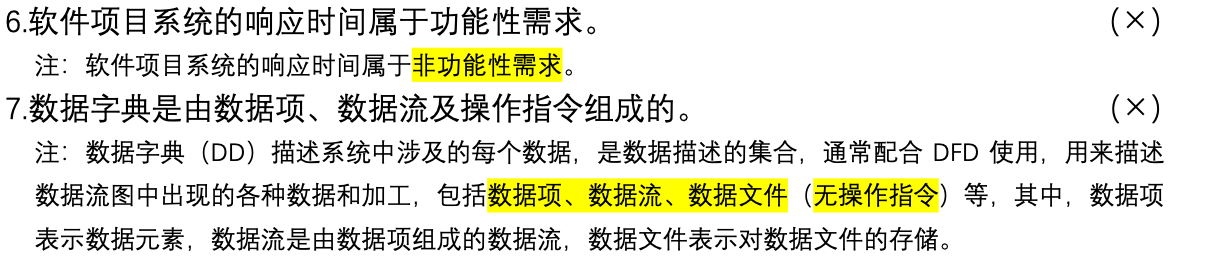 6.软件项目系统的响应时间属于功能性需求。 (×)
注：软件项目系统的响应时间属于非功能性需求。
7.数据字典是由数据项、数据流及操作指令组成的。 (×)
注：数据字典（DD）描述系统中涉及的每个数据，是数据描述的集合，通常配合 DFD 使用，用来描述
数据流图中出现的各种数据和加工，包括数据项、数据流、数据文件（无操作指令）等，其中，数据项
表示数据元素，数据流是由数据项组成的数据流，数据文件表示对数据文件的存储。